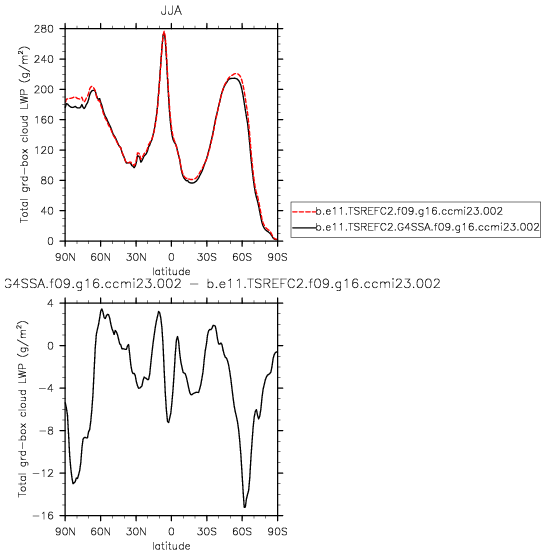 JJA
Total grd-box cloud LWP (g/m²)
280
240
200
160
120
80
40
0
90N 60N 30N 0 30S 60S 90S
latitude
b.e11.TSREFC2.f09.g16.ccmi23.002
b.e11.TSREFC2.G4SSA.f09.g16.ccmi23.002
G4SSA.f09.g16.ccmi23.002 - b.e11.TSREFC2.f09.g16.ccmi23.002
Total grd-box cloud LWP (g/m²)
4
0
-4
-8
-12
-16
90N 60N 30N 0 30S 60S 90S
latitude